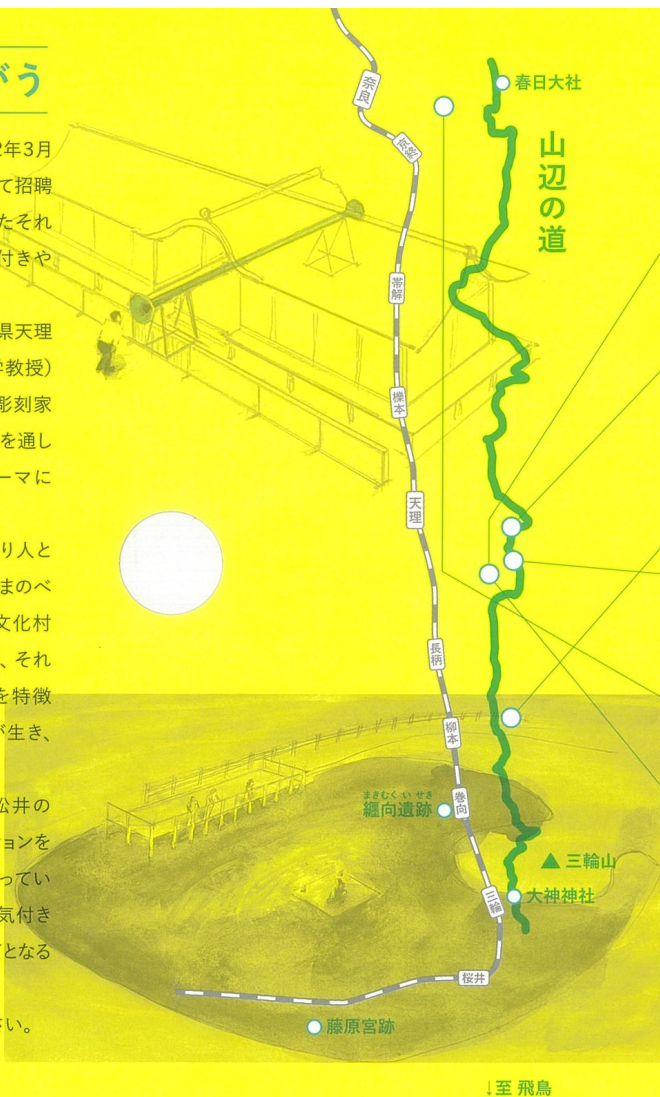 がう
2年3月
て招聘
たそれ
付きや
県天理
学教授）
彫刻家
を通し
ーマに
り人と
まのべ
文化村
、それ
を特徴
が生き、
松井の
ョンを
ってい
気付き
どとなる
さい。
奈良
京終
帯解
櫟本
天理
長柄
柳本
巻向
三輪
桜井
春日大社
山辺の道
まきむく い せき
纒向遺跡
三輪山
大神神社
藤原宮跡
↓至 飛鳥